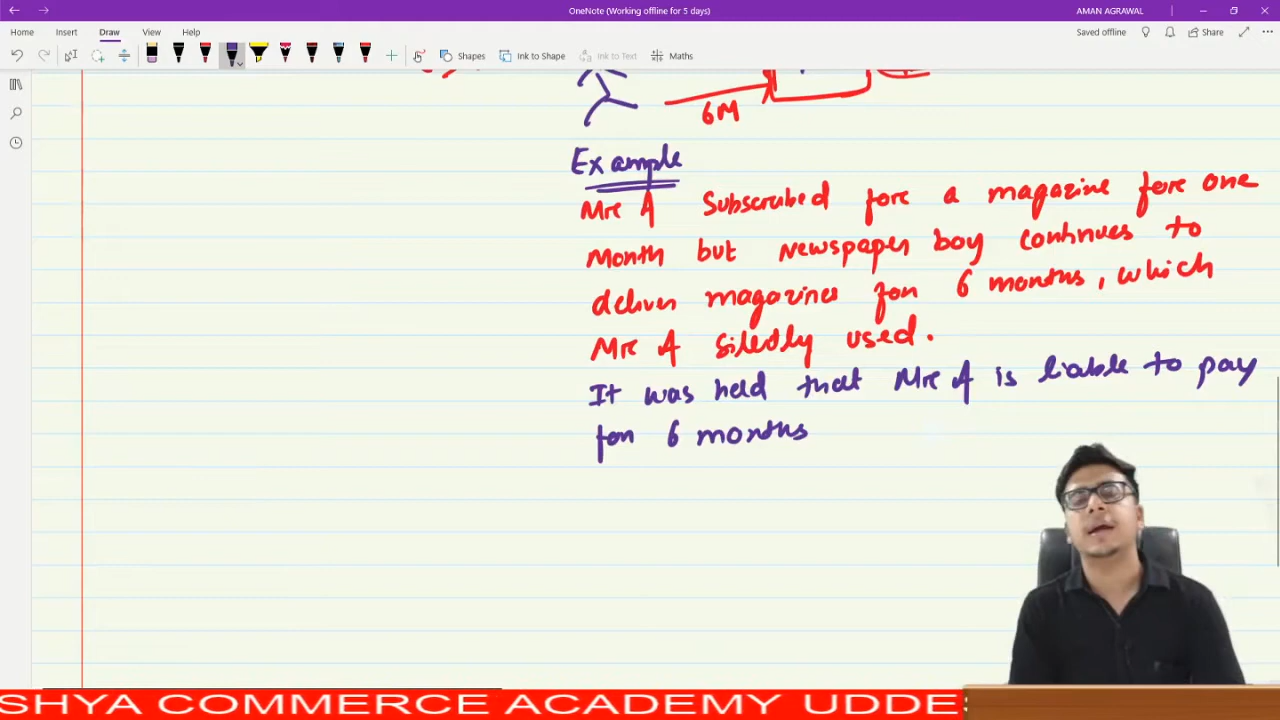 OneNote (Working offline for 5 days)
AMAN AGRAWAL
Home Insert Draw View Help
Saved offline
Share
Shapes
Ink to Shape
Ink to Text
Maths
6M
Example
Mr A Subscribed for a magazine for one
Month but Newspaper boy continues to
deliver magazines for 6 months, which
Mr A siletly used.
It was held that Mr A is liable to pay
for 6 months
SHYA COMMERCE ACADEMY UDDE